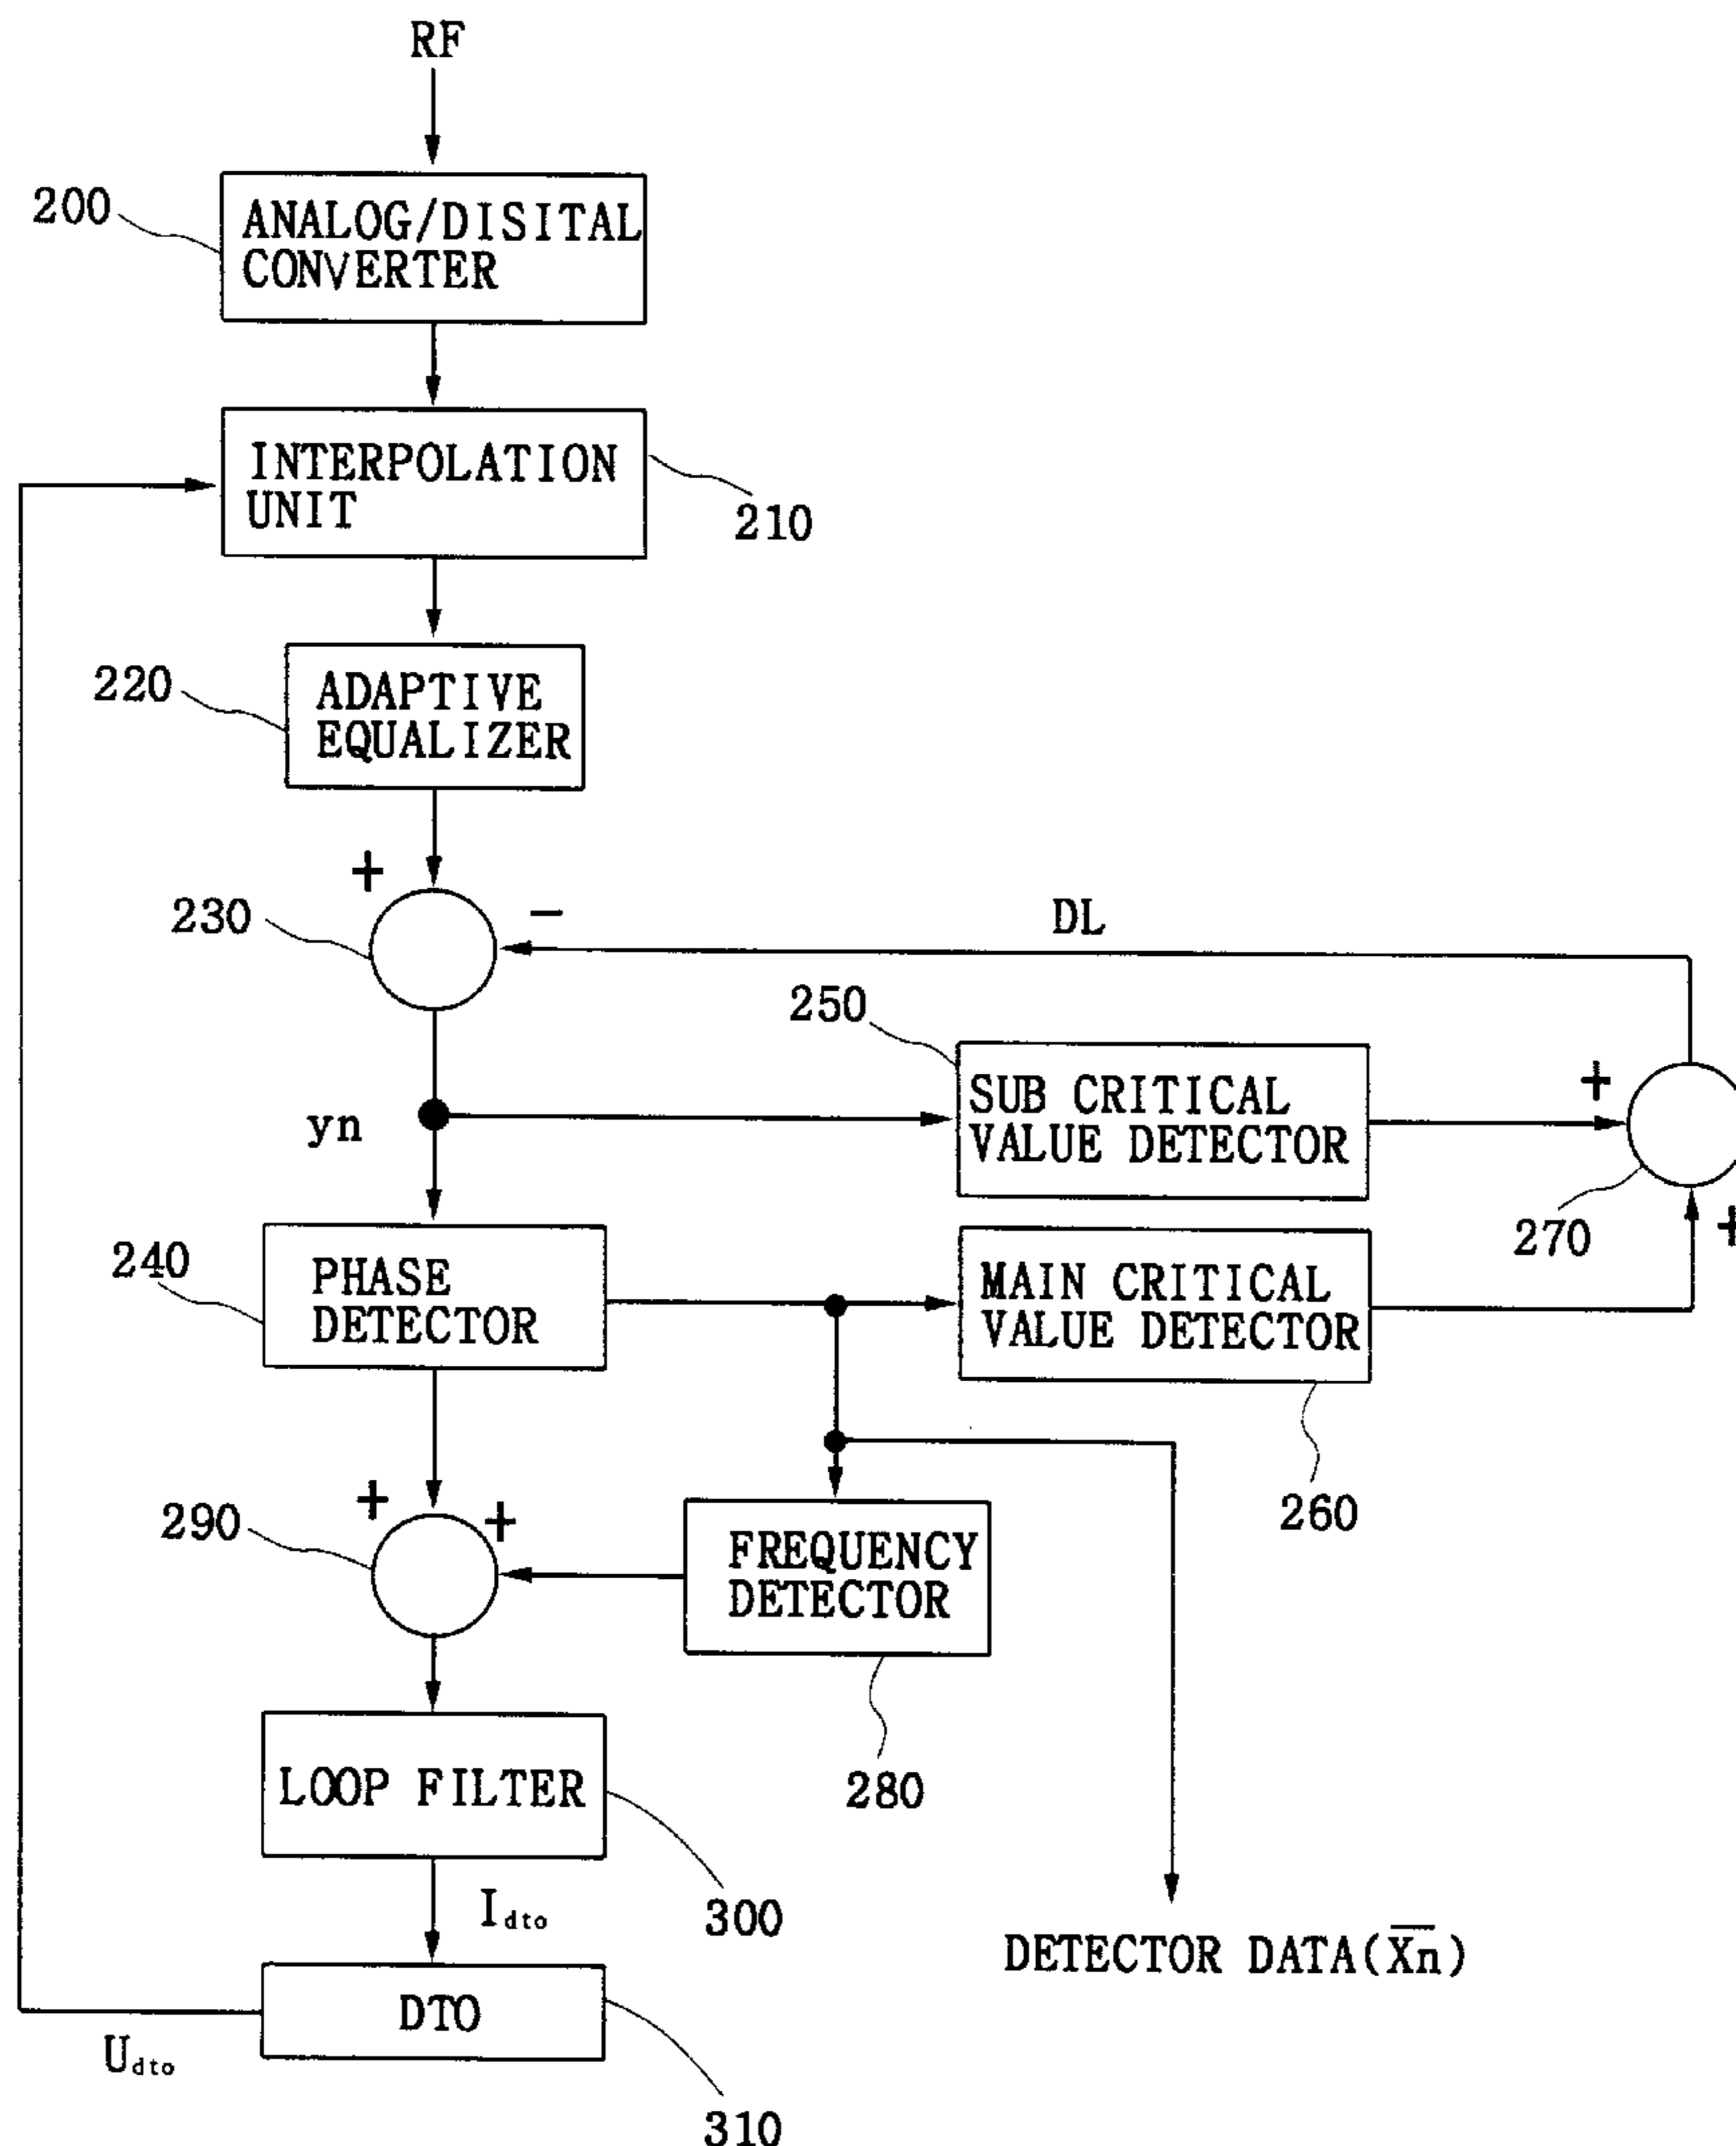 RF
200
ANALOG/DISITAL
CONVERTER
INTERPOLATION
UNIT
210
220
ADAPTIVE
EQUALIZER
+
230
−
DL
250
SUB CRITICAL
VALUE DETECTOR
+
yn
270
+
240
PHASE
DETECTOR
MAIN CRITICAL
VALUE DETECTOR
260
+
+
290
FREQUENCY
DETECTOR
280
LOOP FILTER
300
Idto
DETECTOR DATA(X̅n̅)
DTO
Udto
310